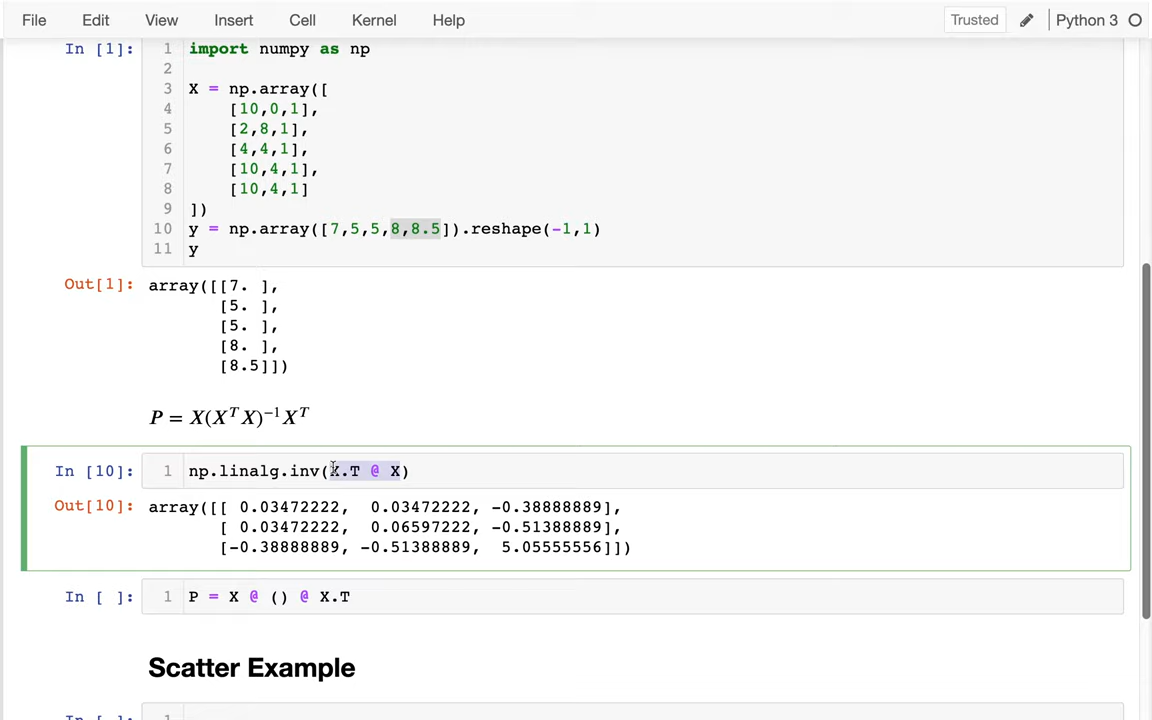 File Edit View Insert Cell Kernel Help Trusted Python 3
In [1]: 1 import numpy as np
2
3 X = np.array([
4 [10,0,1],
5 [2,8,1],
6 [4,4,1],
7 [10,4,1],
8 [10,4,1]
9 ])
10 y = np.array([7,5,5,8,8.5]).reshape(-1,1)
11 y
Out[1]: array([[7. ],
[5. ],
[5. ],
[8. ],
[8.5]])
P = X(XᵀX)⁻¹Xᵀ
In [10]: 1 np.linalg.inv(X.T @ X)
Out[10]: array([[ 0.03472222, 0.03472222, -0.38888889],
[ 0.03472222, 0.06597222, -0.51388889],
[-0.38888889, -0.51388889, 5.05555556]])
In [ ]: 1 P = X @ () @ X.T
Scatter Example
In [ ]: 1